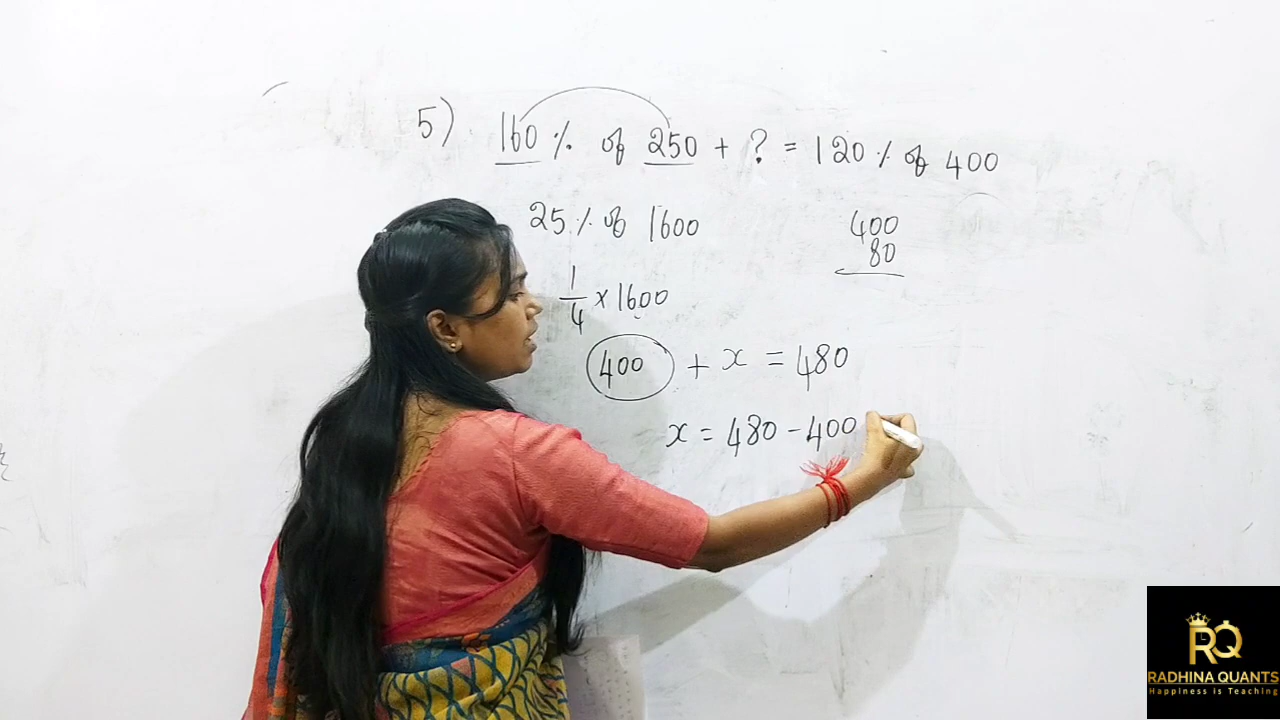 5) 160 % of 250 + ? = 120 % of 400
25 % of 1600
400
80
1/4 x 1600
400 + x = 480
x = 480 - 400
RQ
RADHINA QUANTS
Happiness is Teaching